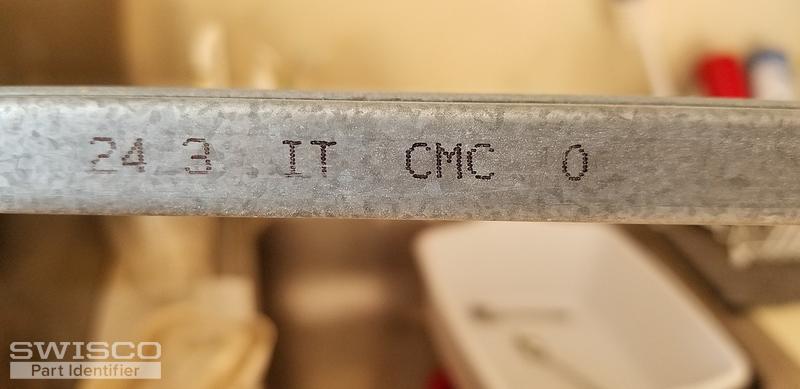 24 3 IT CMC 0
SWISCO
Part Identifier